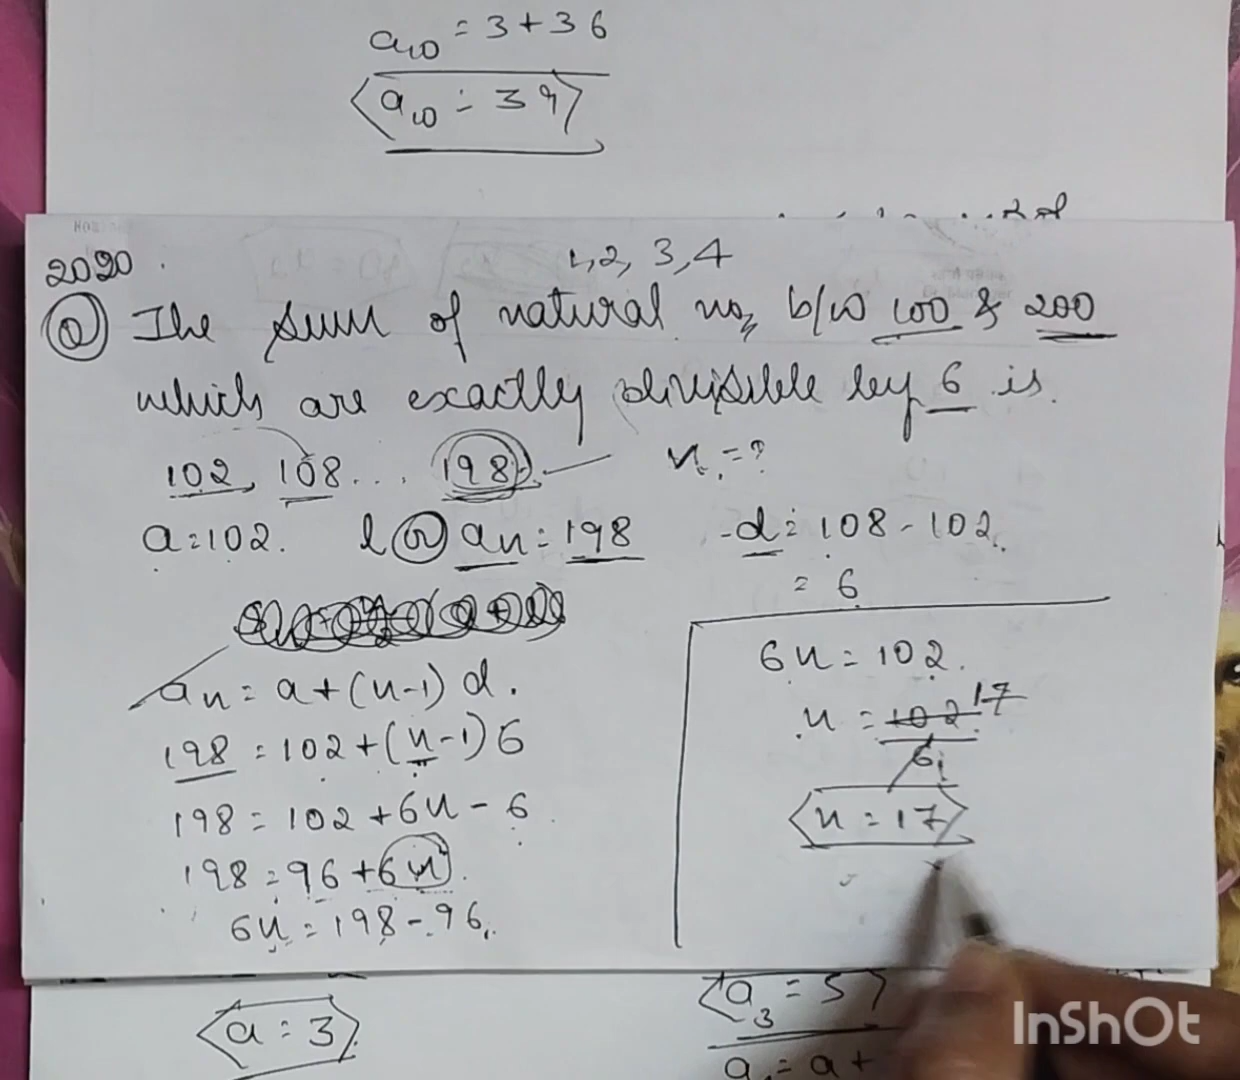 a10 = 3+36
a10 = 39
2020.
1,2, 3,4
Q The sum of natural no,s b/w 100 & 200
which are exactly divisible by 6 is.
102, 108... 198. n = ?
a=102. l or an = 198 d = 108-102.
= 6
an = a+(n-1) d.
198 = 102+(n-1)6
198 = 102+6n - 6
198 = 96 +6n.
6n = 198-96.
6n = 102.
n = 102 17
6 1
n = 17
a = 3
a3 = 5
= a +
InShOt